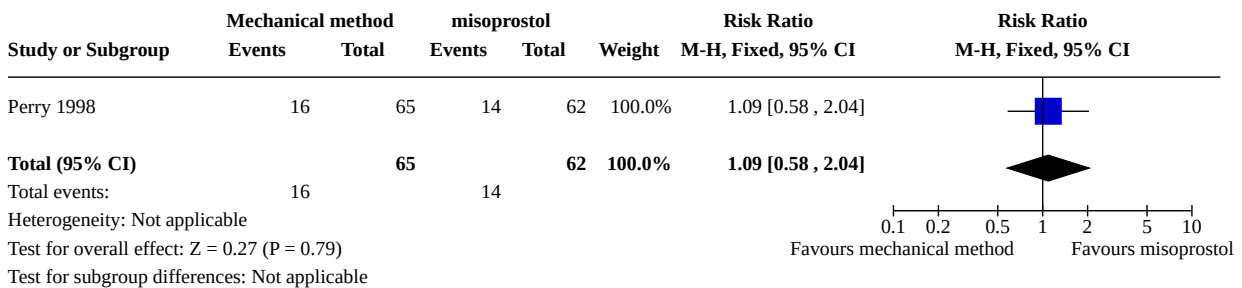 Mechanical method misoprostol Risk Ratio Risk Ratio
Study or Subgroup Events Total Events Total Weight M-H, Fixed, 95% CI M-H, Fixed, 95% CI
Perry 1998 16 65 14 62 100.0% 1.09 [0.58 , 2.04]
Total (95% CI) 65 62 100.0% 1.09 [0.58 , 2.04]
Total events: 16 14
Heterogeneity: Not applicable
0.1 0.2 0.5 1 2 5 10
Test for overall effect: Z = 0.27 (P = 0.79) Favours mechanical method Favours misoprostol
Test for subgroup differences: Not applicable